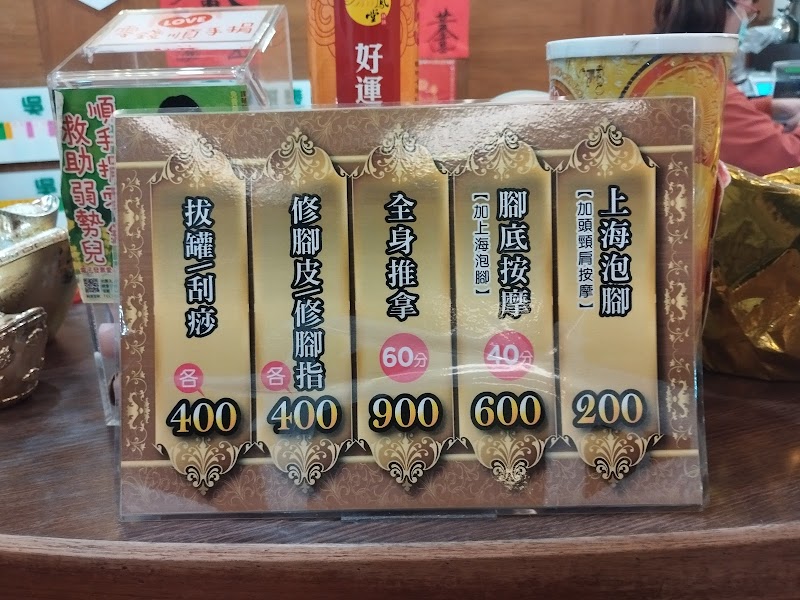 上海泡腳
【加頭頸肩按摩】
200
腳底按摩
【加上海泡腳】
40分
600
全身推拿
60分
900
修腳皮/修腳指
各
400
拔罐/刮痧
各
400
LOVE
好運
救助弱勢兒